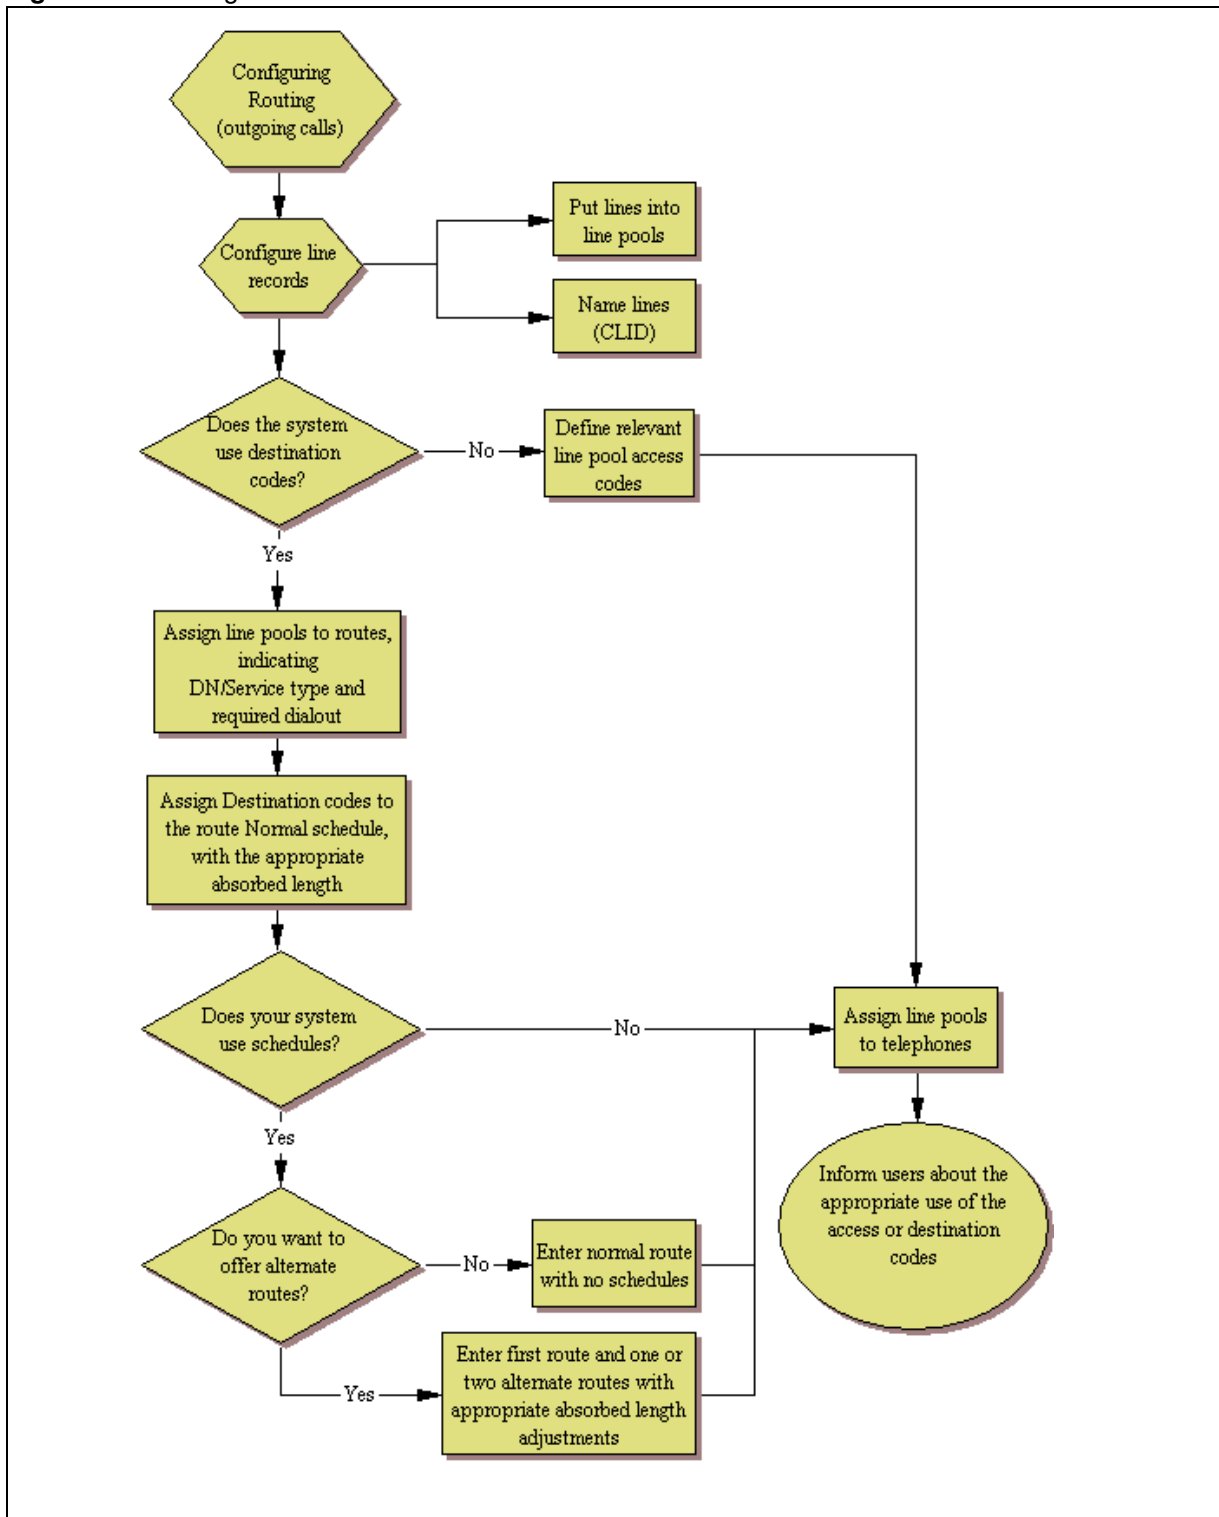 Configuring
Routing
(outgoing calls)
Put lines into
line pools
Configure line
records
Name lines
(CLID)
Does the system
use destination
codes?
No
Define relevant
line pool access
codes
Yes
Assign line pools to routes,
indicating
DN/Service type and
required dialout
Assign Destination codes to
the route Normal schedule,
with the appropriate
absorbed length
Does your system
use schedules?
No
Assign line pools
to telephones
Yes
Inform users about the
appropriate use of the
access or destination
codes
Do you want to
offer alternate
routes?
No
Enter normal route
with no schedules
Yes
Enter first route and one or
two alternate routes with
appropriate absorbed length
adjustments